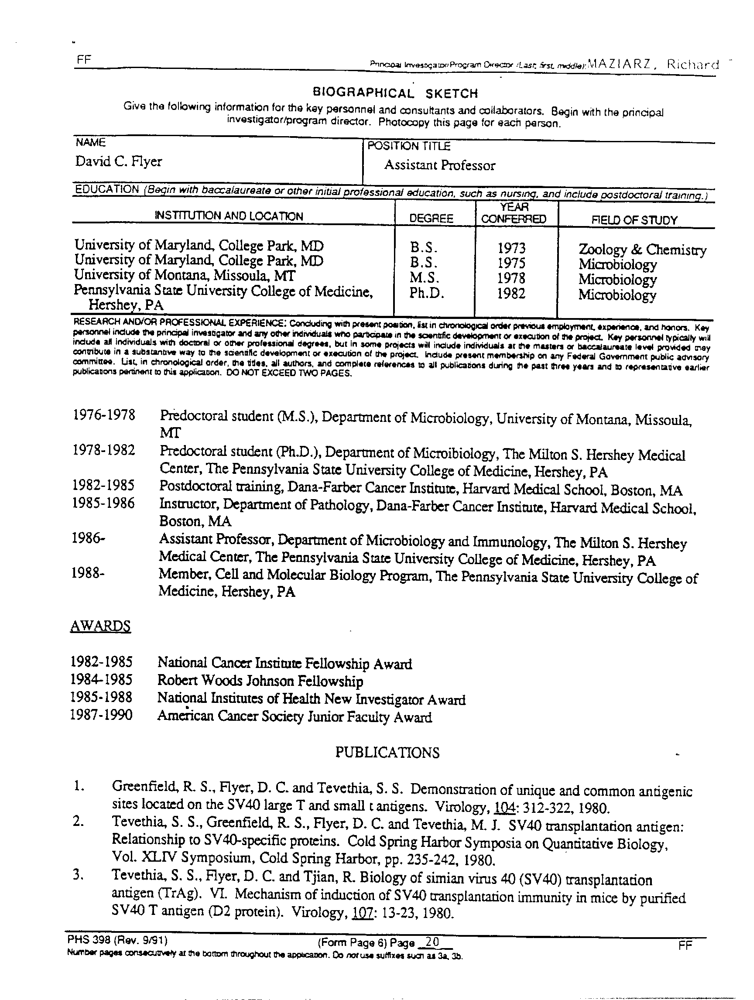 FF
Principal Investigator/Program Director (Last, first, middle): MAZIARZ, Richard
BIOGRAPHICAL SKETCH
Give the following information for the key personnel and consultants and collaborators. Begin with the principal
investigator/program director. Photocopy this page for each person.
NAME
POSITION TITLE
David C. Flyer
Assistant Professor
EDUCATION (Begin with baccalaureate or other initial professional education, such as nursing, and include postdoctoral training.)
INSTITUTION AND LOCATION DEGREE YEAR CONFERRED FIELD OF STUDY
University of Maryland, College Park, MD B.S. 1973 Zoology & Chemistry
University of Maryland, College Park, MD B.S. 1975 Microbiology
University of Montana, Missoula, MT M.S. 1978 Microbiology
Pennsylvania State University College of Medicine, Ph.D. 1982 Microbiology
Hershey, PA
RESEARCH AND/OR PROFESSIONAL EXPERIENCE: Concluding with present position, list in chronological order previous employment, experience, and honors. Key
personnel include the principal investigator and any other individuals who participate in the scientific development or execution of the project. Key personnel typically will
include all individuals with doctoral or other professional degrees, but in some projects will include individuals at the masters or baccalaureate level provided they
contribute in a substantive way to the scientific development or execution of the project. Include present membership on any Federal Government public advisory
committee. List, in chronological order, the titles, all authors, and complete references to all publications during the past three years and to representative earlier
publications pertinent to this application. DO NOT EXCEED TWO PAGES.
1976-1978 Predoctoral student (M.S.), Department of Microbiology, University of Montana, Missoula,
MT
1978-1982 Predoctoral student (Ph.D.), Department of Microibiology, The Milton S. Hershey Medical
Center, The Pennsylvania State University College of Medicine, Hershey, PA
1982-1985 Postdoctoral training, Dana-Farber Cancer Institute, Harvard Medical School, Boston, MA
1985-1986 Instructor, Department of Pathology, Dana-Farber Cancer Institute, Harvard Medical School,
Boston, MA
1986- Assistant Professor, Department of Microbiology and Immunology, The Milton S. Hershey
Medical Center, The Pennsylvania State University College of Medicine, Hershey, PA
1988- Member, Cell and Molecular Biology Program, The Pennsylvania State University College of
Medicine, Hershey, PA
AWARDS
1982-1985 National Cancer Institute Fellowship Award
1984-1985 Robert Woods Johnson Fellowship
1985-1988 National Institutes of Health New Investigator Award
1987-1990 American Cancer Society Junior Faculty Award
PUBLICATIONS
1. Greenfield, R. S., Flyer, D. C. and Tevethia, S. S. Demonstration of unique and common antigenic
sites located on the SV40 large T and small t antigens. Virology, 104: 312-322, 1980.
2. Tevethia, S. S., Greenfield, R. S., Flyer, D. C. and Tevethia, M. J. SV40 transplantation antigen:
Relationship to SV40-specific proteins. Cold Spring Harbor Symposia on Quantitative Biology,
Vol. XLIV Symposium, Cold Spring Harbor, pp. 235-242, 1980.
3. Tevethia, S. S., Flyer, D. C. and Tjian, R. Biology of simian virus 40 (SV40) transplantation
antigen (TrAg). VI. Mechanism of induction of SV40 transplantation immunity in mice by purified
SV40 T antigen (D2 protein). Virology, 107: 13-23, 1980.
PHS 398 (Rev. 9/91) (Form Page 6) Page 20 FF
Number pages consecutively at the bottom throughout the application. Do not use suffixes such as 3a, 3b.